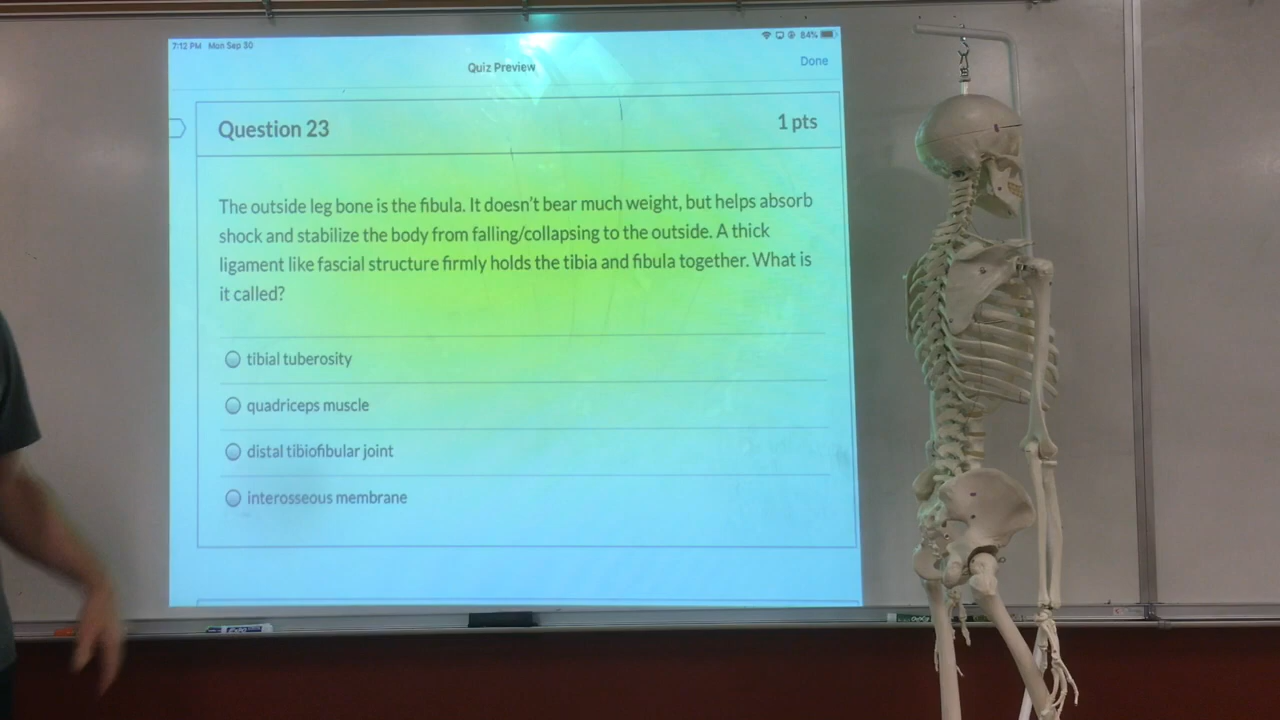 7:12 PM Mon Sep 30
84%
Quiz Preview
Done
Question 23
1 pts
The outside leg bone is the fibula. It doesn't bear much weight, but helps absorb
shock and stabilize the body from falling/collapsing to the outside. A thick
ligament like fascial structure firmly holds the tibia and fibula together. What is
it called?
tibial tuberosity
quadriceps muscle
distal tibiofibular joint
interosseous membrane